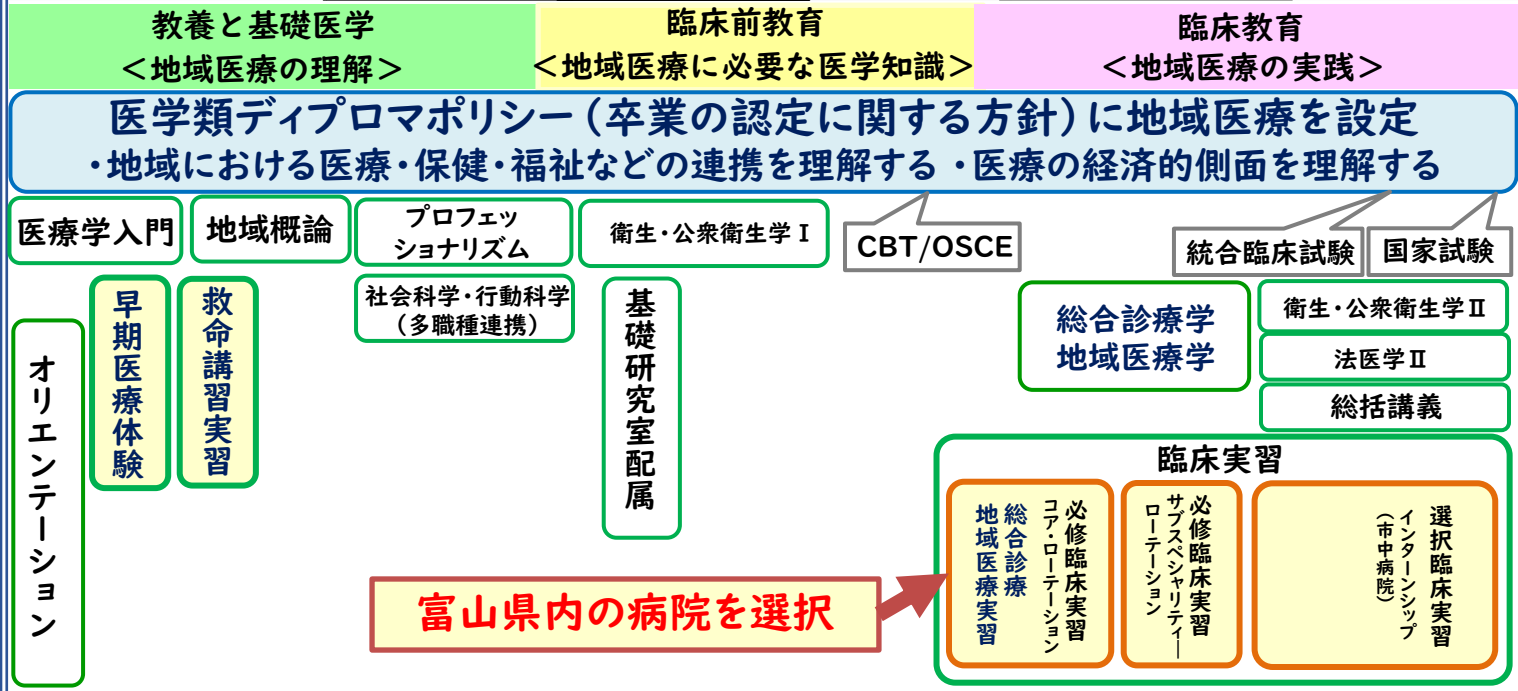 教養と基礎医学
<地域医療の理解>
臨床前教育
<地域医療に必要な医学知識>
臨床教育
<地域医療の実践>
医学類ディプロマポリシー(卒業の認定に関する方針)に地域医療を設定
・地域における医療・保健・福祉などの連携を理解する ・医療の経済的側面を理解する
医療学入門
地域概論
プロフェッ
ショナリズム
衛生・公衆衛生学Ⅰ
CBT/OSCE
統合臨床試験
国家試験
オリエンテーション
早期医療体験
救命講習実習
社会科学・行動科学
(多職種連携)
基礎研究室配属
総合診療学
地域医療学
衛生・公衆衛生学Ⅱ
法医学Ⅱ
総括講義
臨床実習
必修臨床実習
コア・ローテーション
総合診療
地域医療実習
必修臨床実習
サブスペシャリティー
ローテーション
選択臨床実習
インターンシップ
(市中病院)
富山県内の病院を選択